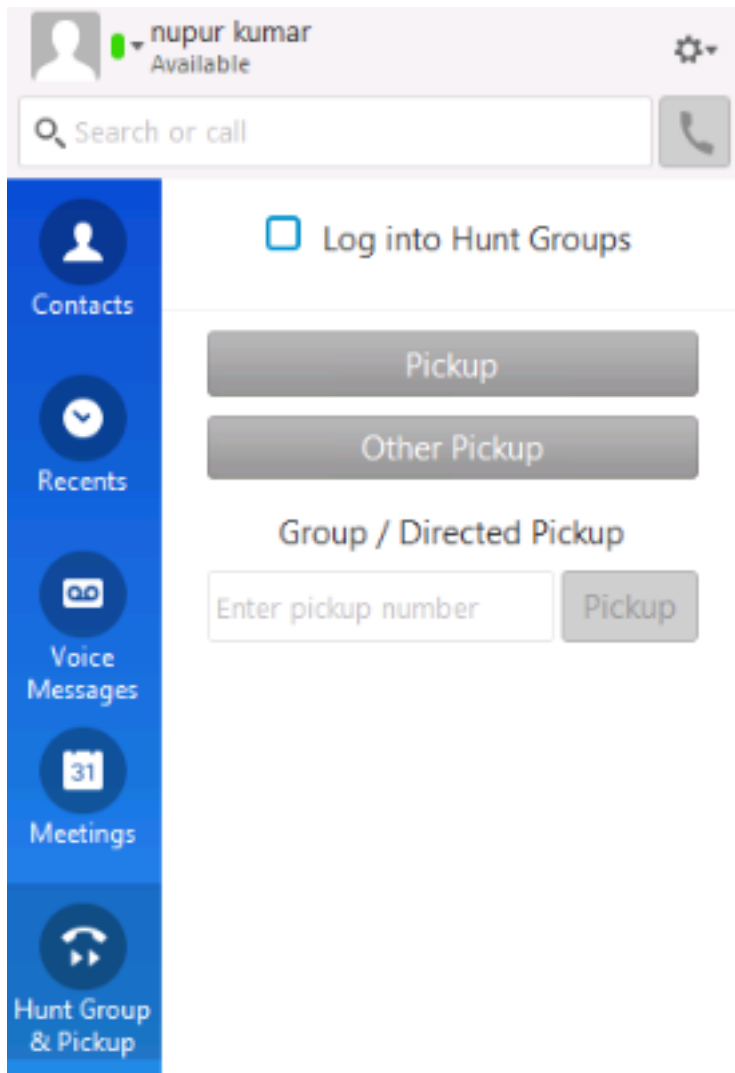 nupur kumar
Available
Search or call
Contacts
Recents
Voice
Messages
31
Meetings
Hunt Group
& Pickup
Log into Hunt Groups
Pickup
Other Pickup
Group / Directed Pickup
Enter pickup number
Pickup